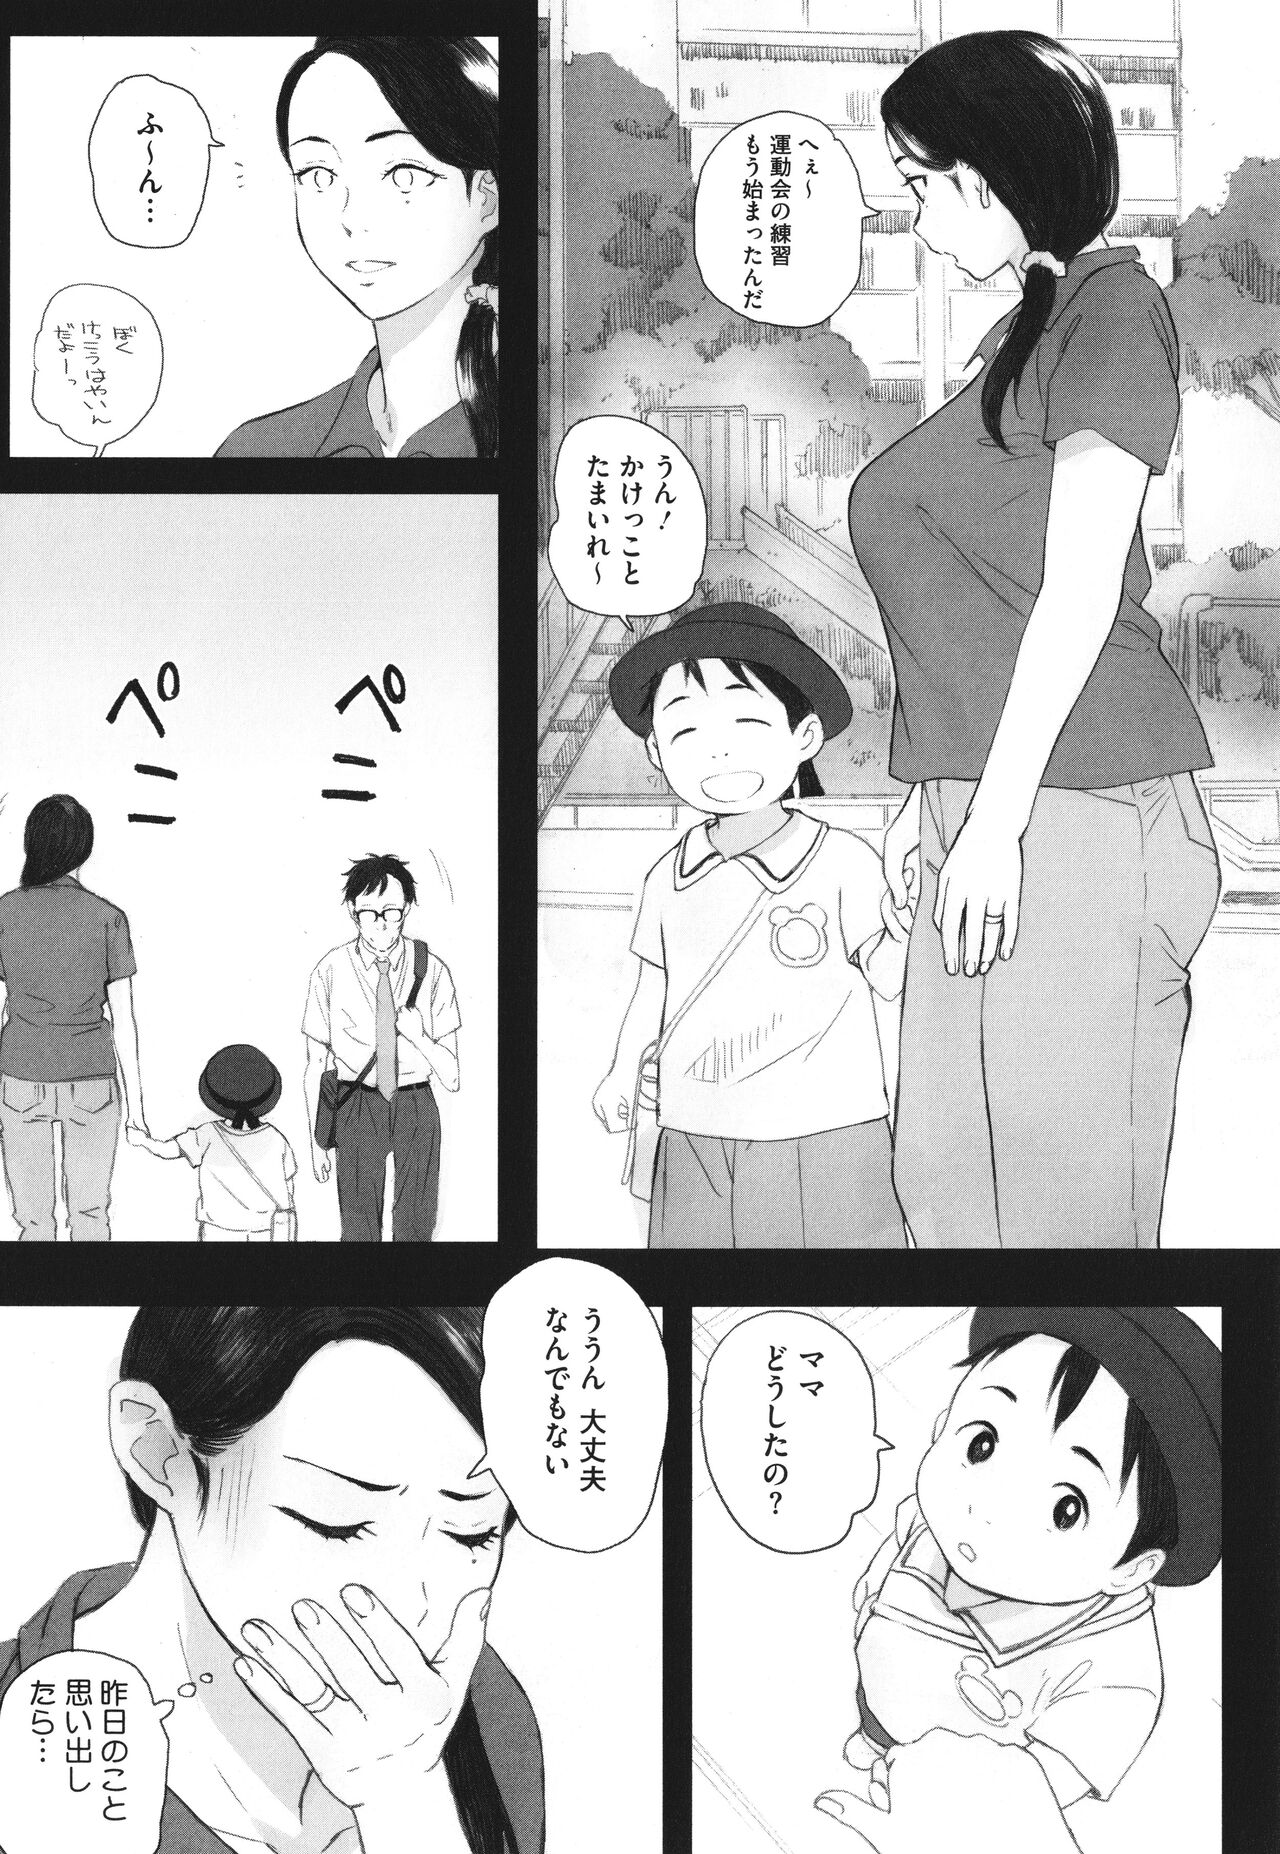 へぇ～
運動会の練習
もう始まったんだ
うん！
かけっこと
たまいれ～
ふ～ん…
ぼく
けっこうはやいん
だよーっ
ペコ
ペコ
ママ
どうしたの？
ううん 大丈夫
なんでもない
昨日のこと
思い出し
たら…